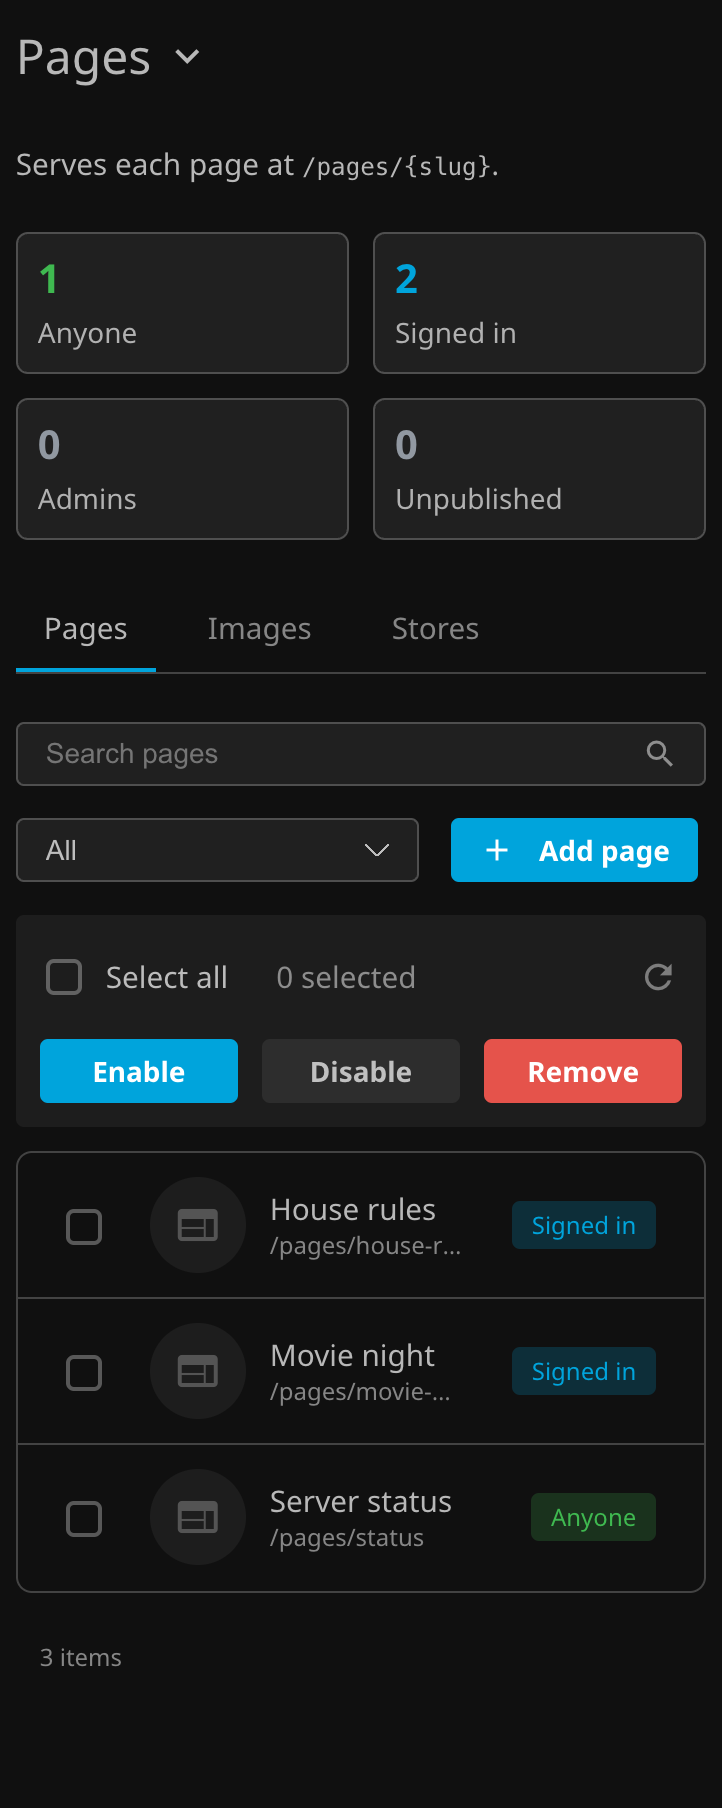 Pages
Serves each page at /pages/{slug}.
1
Anyone
2
Signed in
0
Admins
0
Unpublished
Pages Images Stores
Search pages
All
Add page
Select all 0 selected
Enable Disable Remove
House rules
/pages/house-r...
Signed in
Movie night
/pages/movie-...
Signed in
Server status
/pages/status
Anyone
3 items